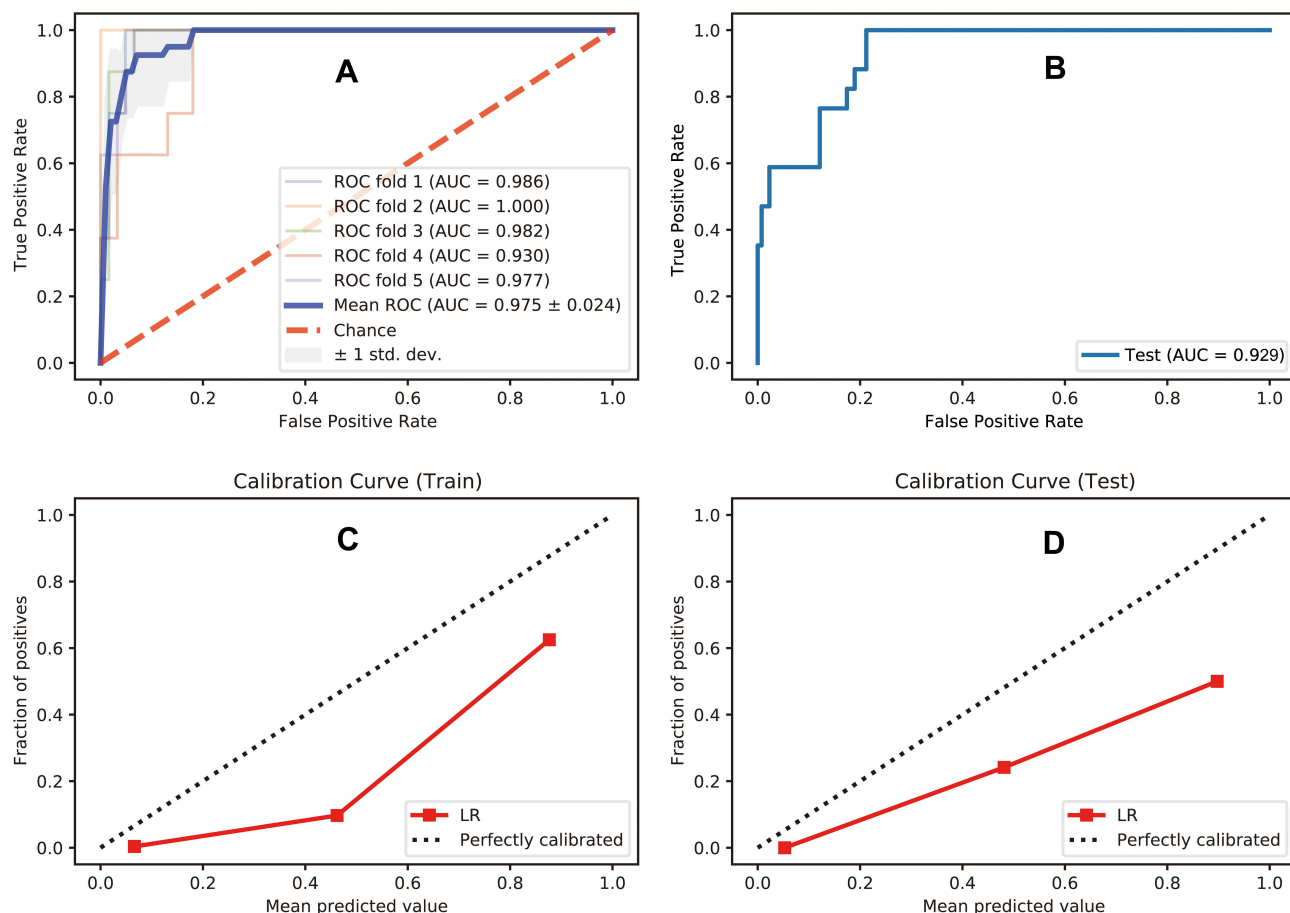 A
1.0
0.8
0.6
0.4
0.2
0.0
True Positive Rate
ROC fold 1 (AUC = 0.986)
ROC fold 2 (AUC = 1.000)
ROC fold 3 (AUC = 0.982)
ROC fold 4 (AUC = 0.930)
ROC fold 5 (AUC = 0.977)
Mean ROC (AUC = 0.975 ± 0.024)
Chance
± 1 std. dev.
0.0 0.2 0.4 0.6 0.8 1.0
False Positive Rate
B
1.0
0.8
0.6
0.4
0.2
0.0
True Positive Rate
Test (AUC = 0.929)
0.0 0.2 0.4 0.6 0.8 1.0
False Positive Rate
Calibration Curve (Train)
C
1.0
0.8
0.6
0.4
0.2
0.0
Fraction of positives
LR
Perfectly calibrated
0.0 0.2 0.4 0.6 0.8 1.0
Mean predicted value
Calibration Curve (Test)
D
1.0
0.8
0.6
0.4
0.2
0.0
Fraction of positives
LR
Perfectly calibrated
0.0 0.2 0.4 0.6 0.8 1.0
Mean predicted value